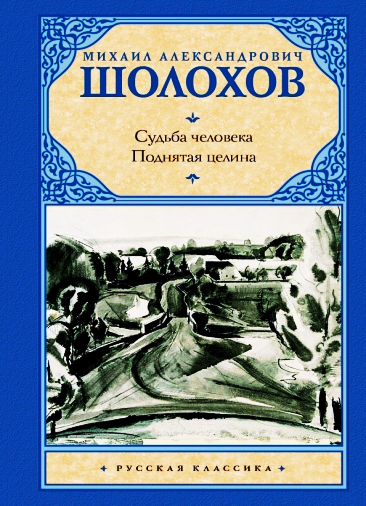 МИХАИЛ АЛЕКСАНДРОВИЧ
ШОЛОХОВ
Судьба человека
Поднятая целина
РУССКАЯ КЛАССИКА